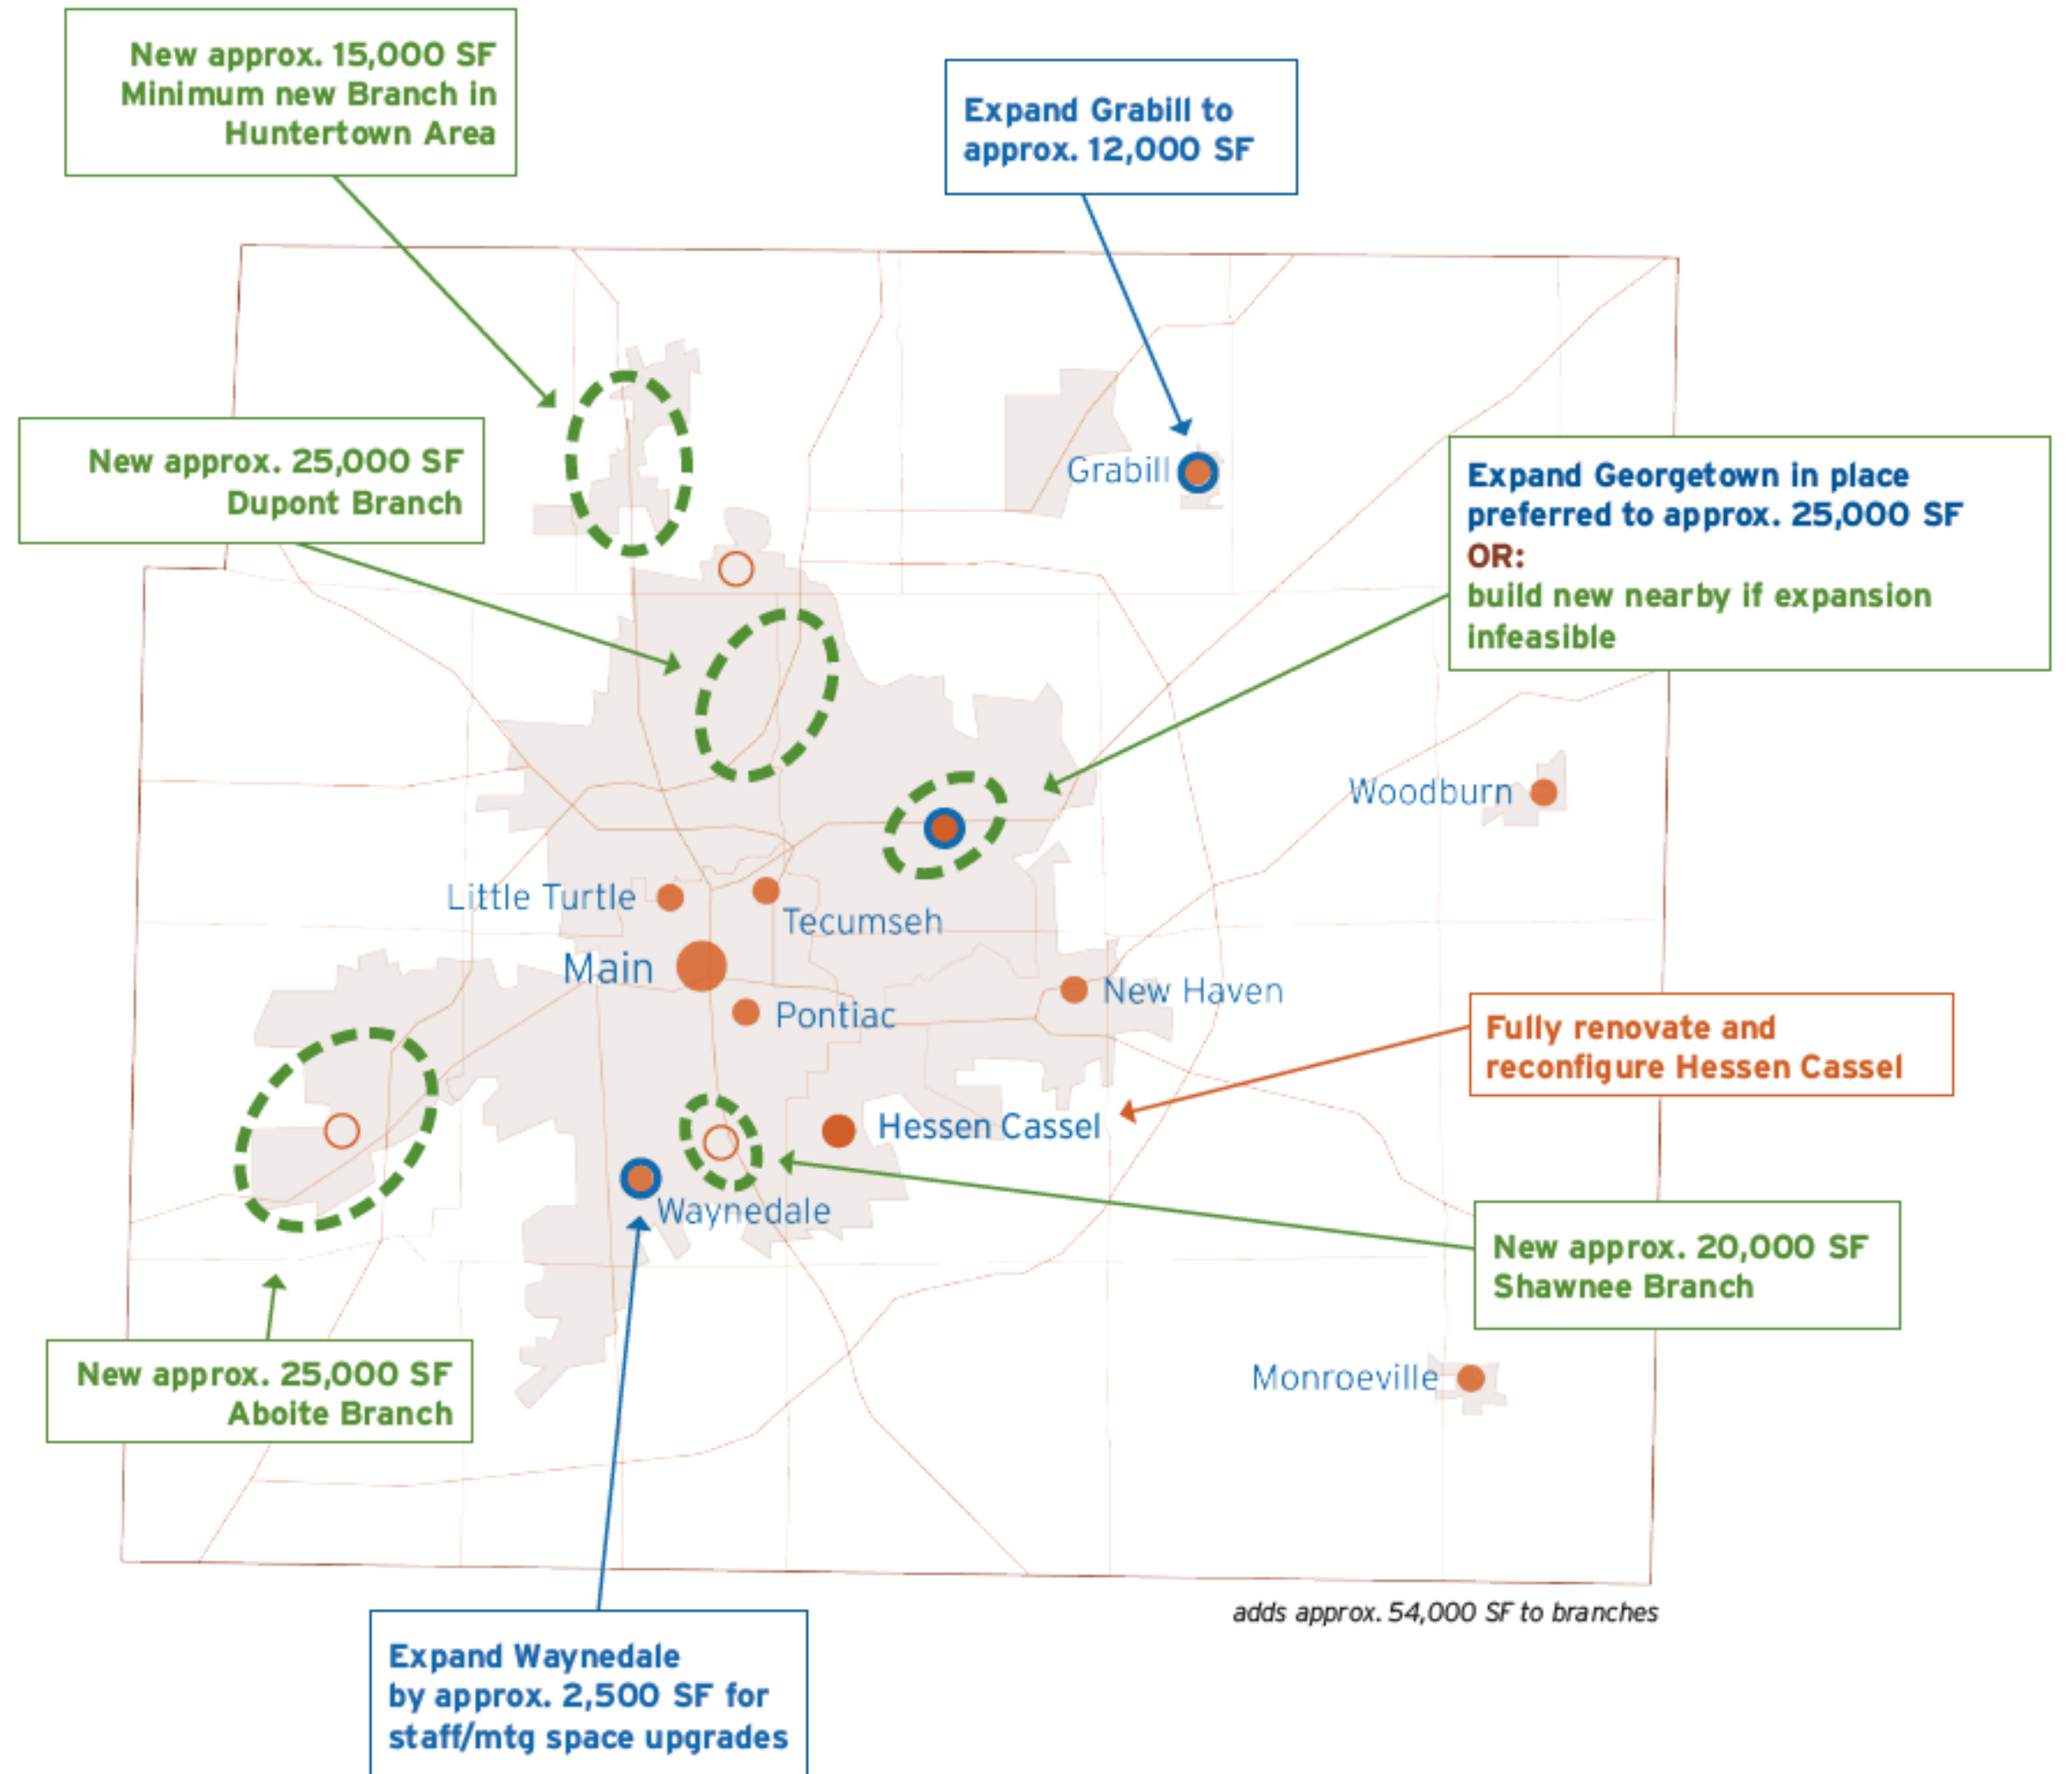 New approx. 15,000 SF
Minimum new Branch in
Huntertown Area
Expand Grabill to
approx. 12,000 SF
New approx. 25,000 SF
Dupont Branch
Grabill
Expand Georgetown in place
preferred to approx. 25,000 SF
OR:
build new nearby if expansion
infeasible
Woodburn
Little Turtle
Tecumseh
Main
New Haven
Pontiac
Fully renovate and
reconfigure Hessen Cassel
Hessen Cassel
Waynedale
New approx. 20,000 SF
Shawnee Branch
New approx. 25,000 SF
Aboite Branch
Monroeville
adds approx. 54,000 SF to branches
Expand Waynedale
by approx. 2,500 SF for
staff/mtg space upgrades